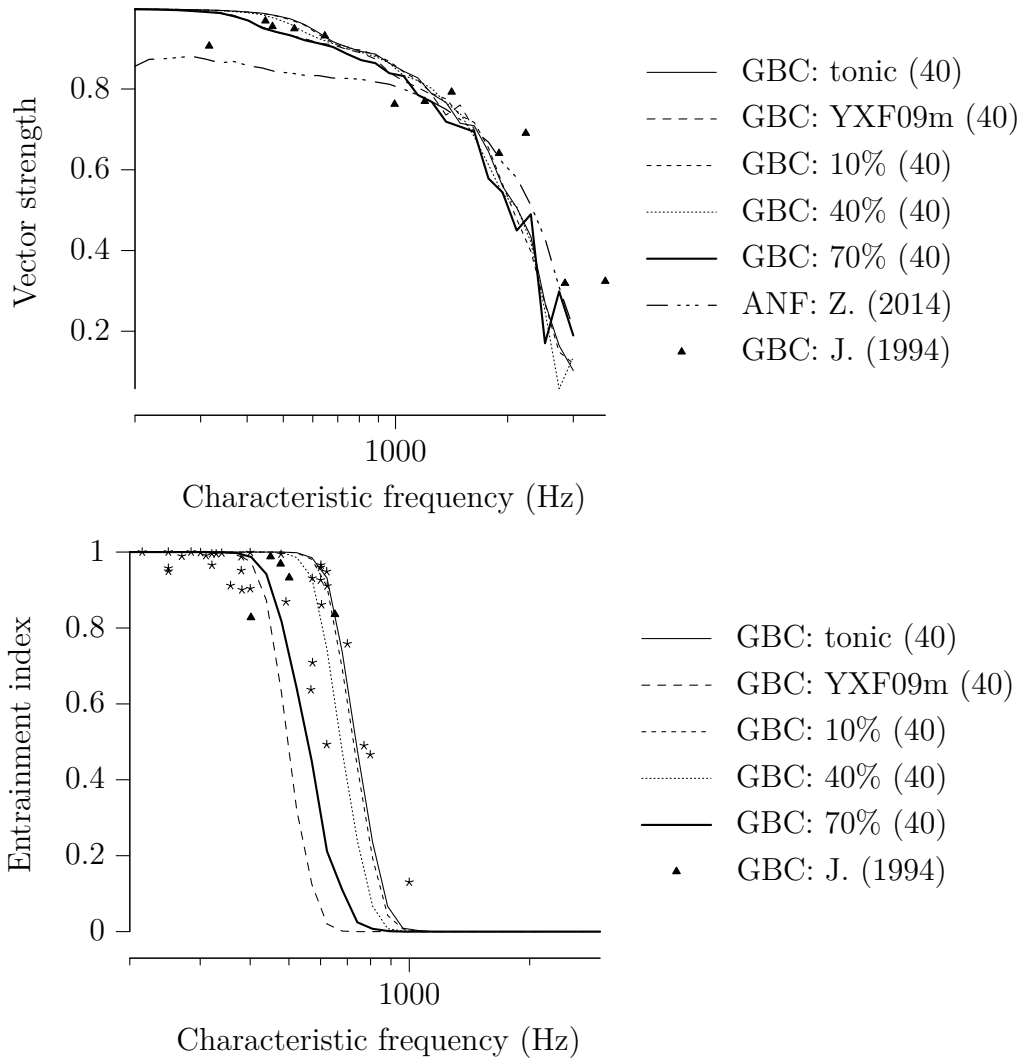 0.8
0.6
0.4
0.2
Vector strength
1000
Characteristic frequency (Hz)
GBC: tonic (40)
GBC: YXF09m (40)
GBC: 10% (40)
GBC: 40% (40)
GBC: 70% (40)
ANF: Z. (2014)
GBC: J. (1994)
1
0.8
0.6
0.4
0.2
0
Entrainment index
1000
Characteristic frequency (Hz)
GBC: tonic (40)
GBC: YXF09m (40)
GBC: 10% (40)
GBC: 40% (40)
GBC: 70% (40)
GBC: J. (1994)